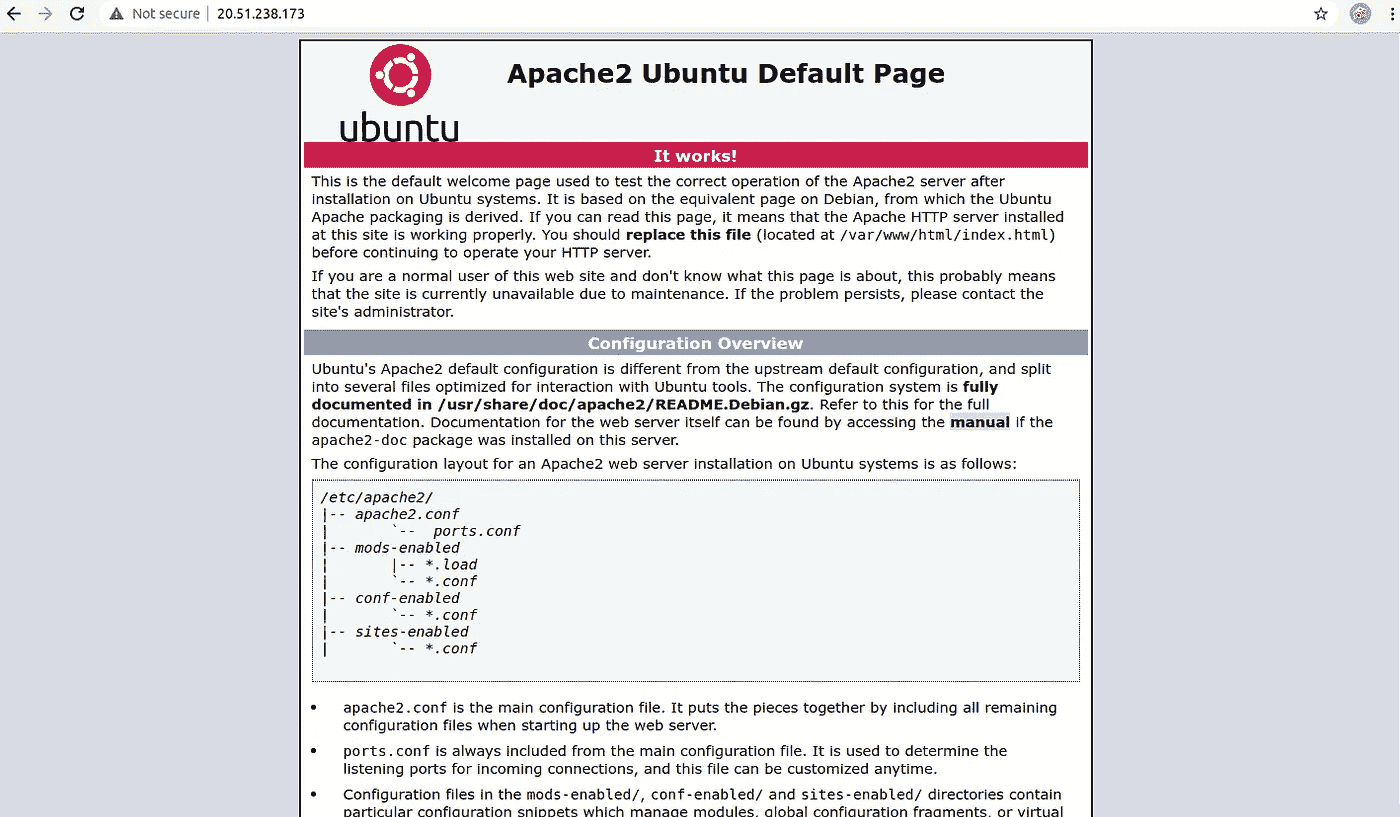 Not secure | 20.51.238.173
ubuntu
Apache2 Ubuntu Default Page
It works!
This is the default welcome page used to test the correct operation of the Apache2 server after
installation on Ubuntu systems. It is based on the equivalent page on Debian, from which the Ubuntu
Apache packaging is derived. If you can read this page, it means that the Apache HTTP server installed
at this site is working properly. You should replace this file (located at /var/www/html/index.html)
before continuing to operate your HTTP server.
If you are a normal user of this web site and don't know what this page is about, this probably means
that the site is currently unavailable due to maintenance. If the problem persists, please contact the
site's administrator.
Configuration Overview
Ubuntu's Apache2 default configuration is different from the upstream default configuration, and split
into several files optimized for interaction with Ubuntu tools. The configuration system is fully
documented in /usr/share/doc/apache2/README.Debian.gz. Refer to this for the full
documentation. Documentation for the web server itself can be found by accessing the manual if the
apache2-doc package was installed on this server.
The configuration layout for an Apache2 web server installation on Ubuntu systems is as follows:
/etc/apache2/
|-- apache2.conf
|       `--  ports.conf
|-- mods-enabled
|       |-- *.load
|       `-- *.conf
|-- conf-enabled
|       `-- *.conf
|-- sites-enabled
|       `-- *.conf
• apache2.conf is the main configuration file. It puts the pieces together by including all remaining
configuration files when starting up the web server.
• ports.conf is always included from the main configuration file. It is used to determine the
listening ports for incoming connections, and this file can be customized anytime.
• Configuration files in the mods-enabled/, conf-enabled/ and sites-enabled/ directories contain
particular configuration snippets which manage modules, global configuration fragments, or virtual